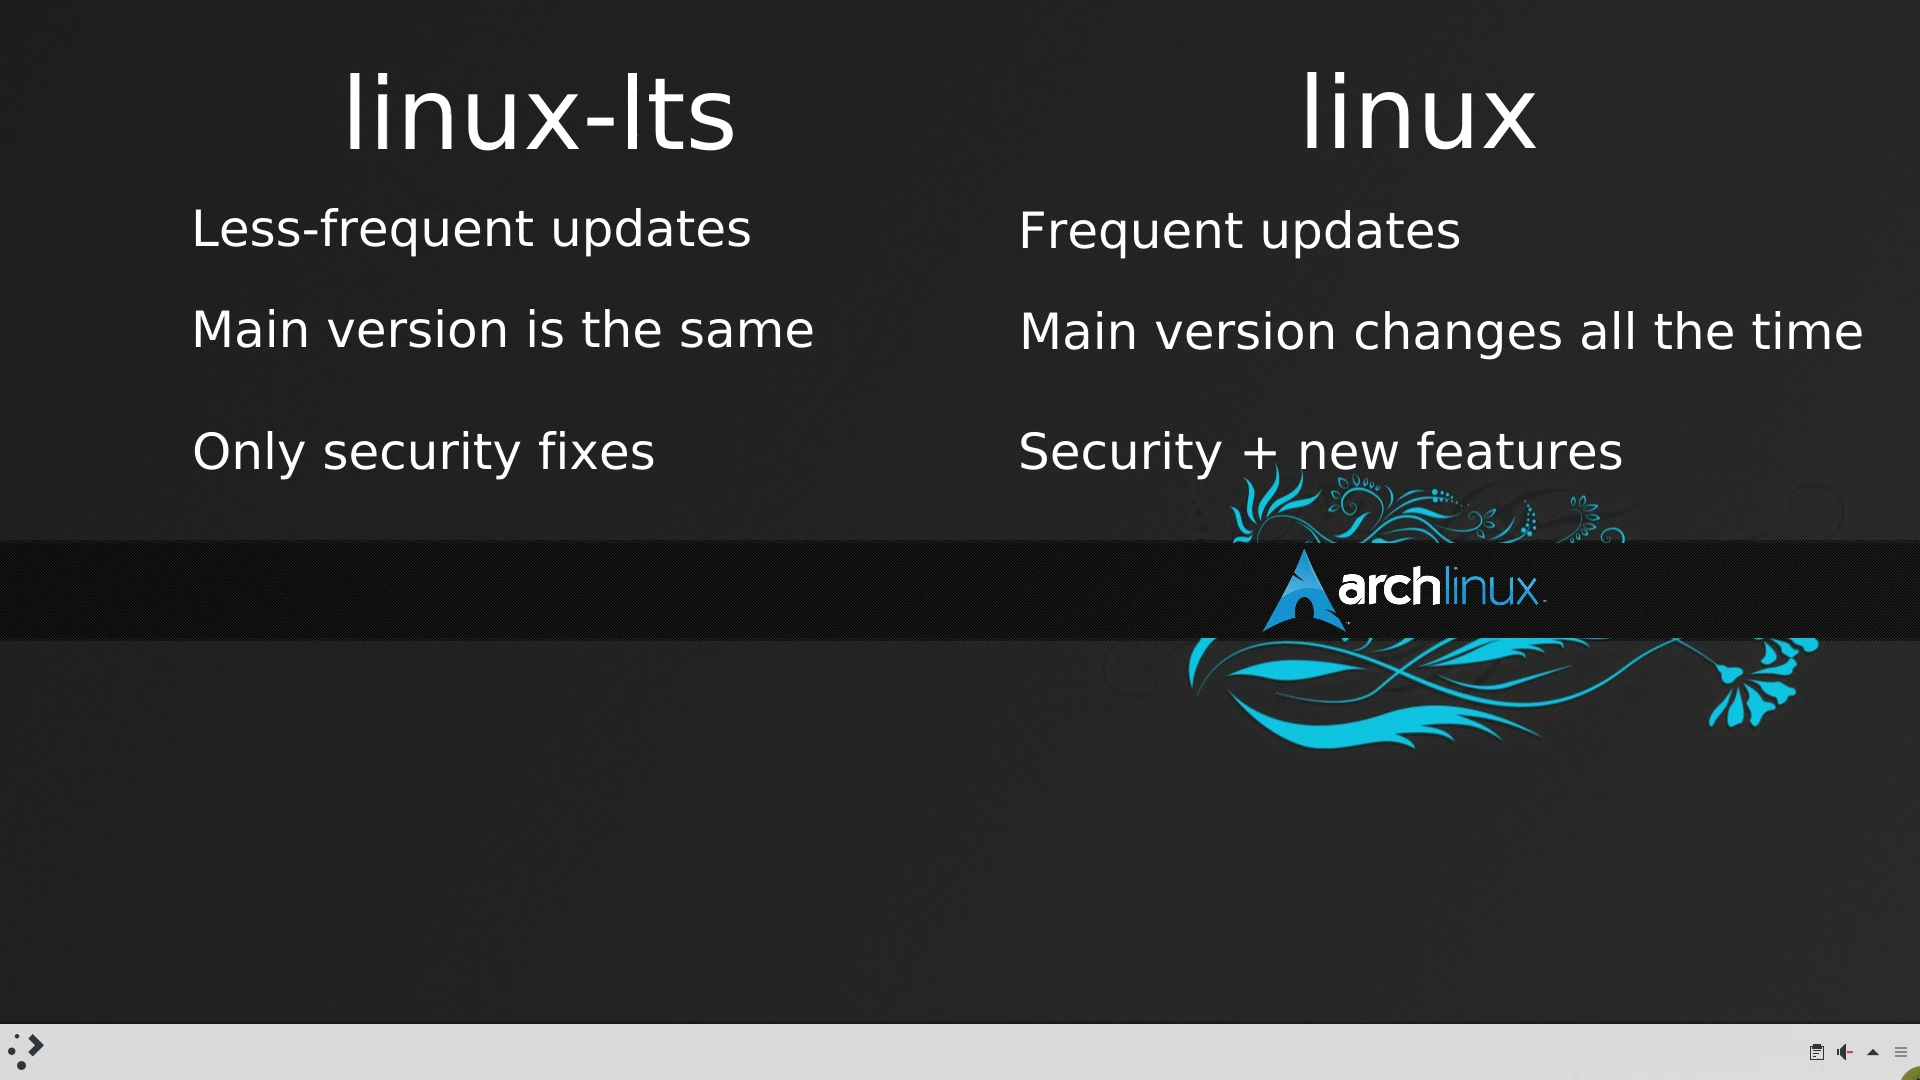 linux-lts
Less-frequent updates
Main version is the same
Only security fixes
linux
Frequent updates
Main version changes all the time
Security + new features
archlinux